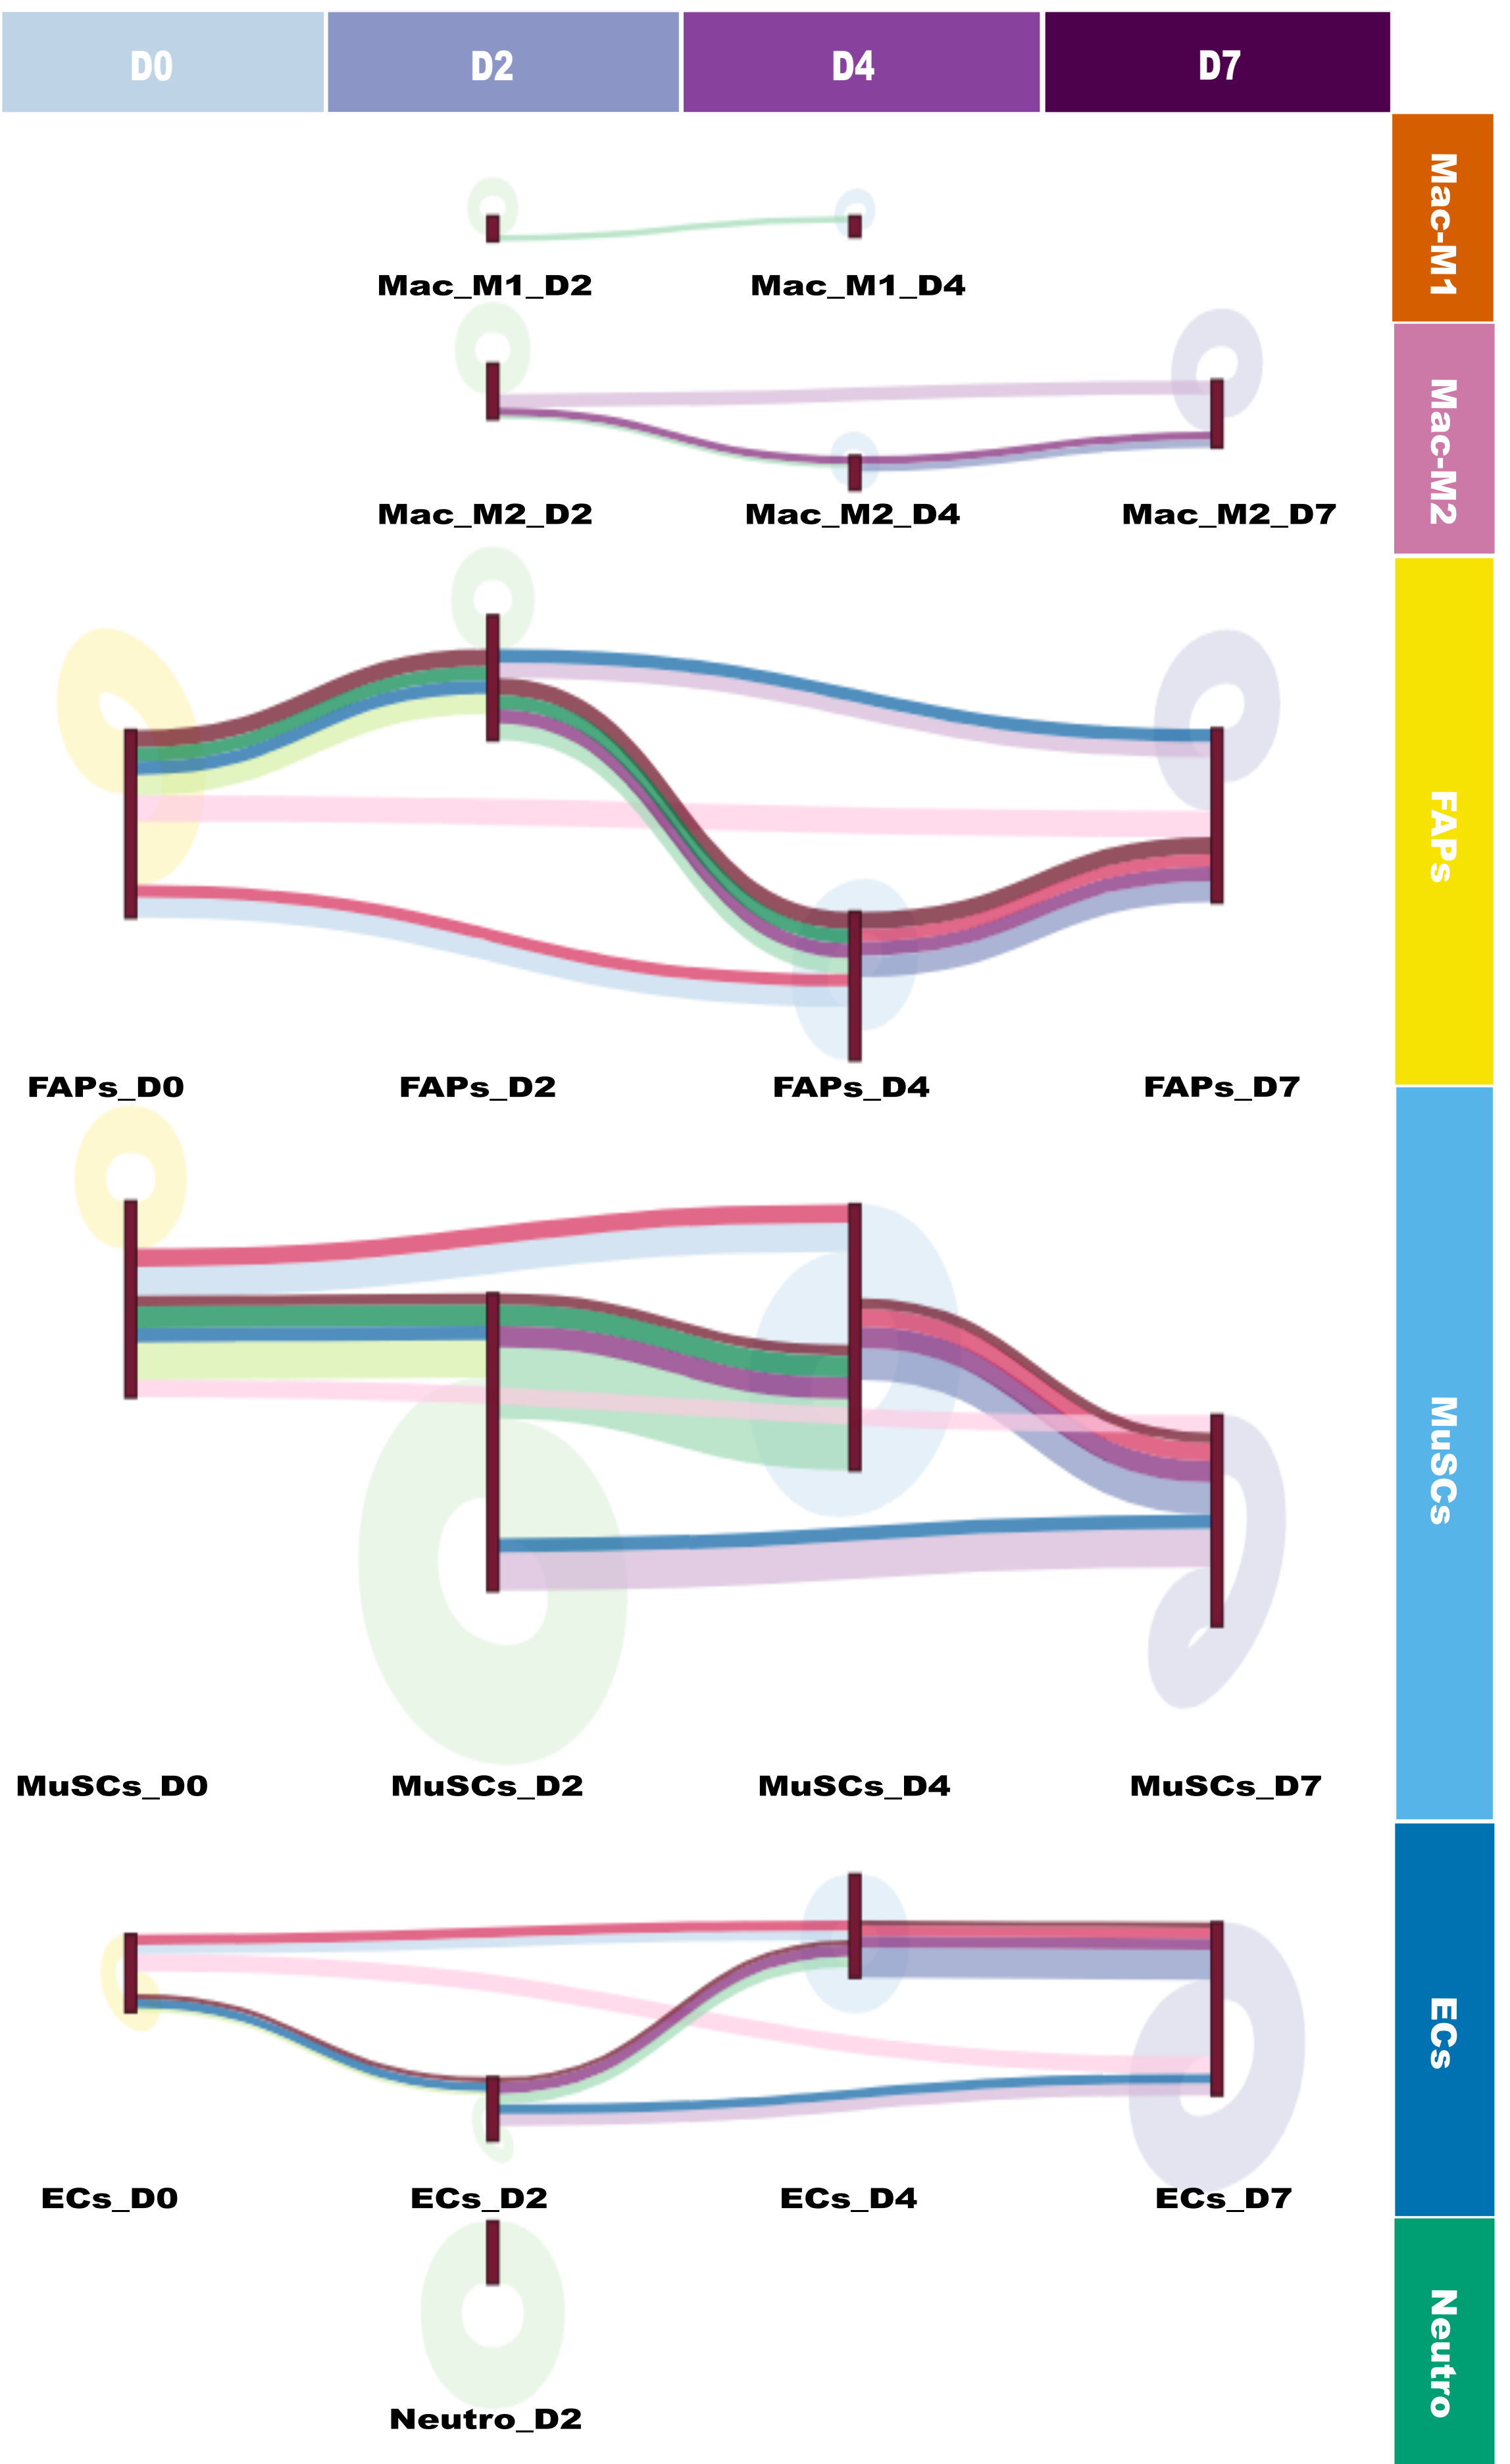 D0
D2
D4
D7
Mac-M1
Mac_M1_D2
Mac_M1_D4
Mac-M2
Mac_M2_D2
Mac_M2_D4
Mac_M2_D7
FAPs
FAPs_D0
FAPs_D2
FAPs_D4
FAPs_D7
MuSCs
MuSCs_D0
MuSCs_D2
MuSCs_D4
MuSCs_D7
ECs
ECs_D0
ECs_D2
ECs_D4
ECs_D7
Neutro
Neutro_D2